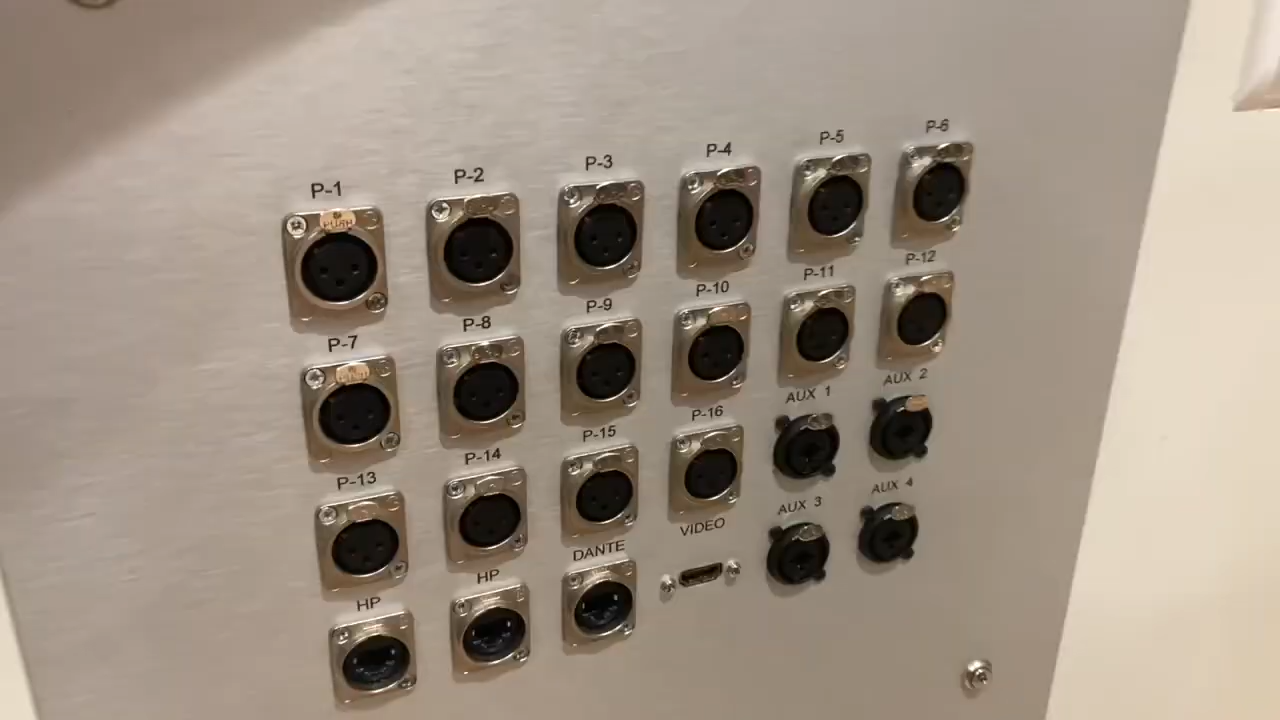 P-1 P-2 P-3 P-4 P-5 P-6
PUSH
P-7 P-8 P-9 P-10 P-11 P-12
P-13 P-14 P-15 P-16 AUX 1 AUX 2
HP HP DANTE VIDEO AUX 3 AUX 4